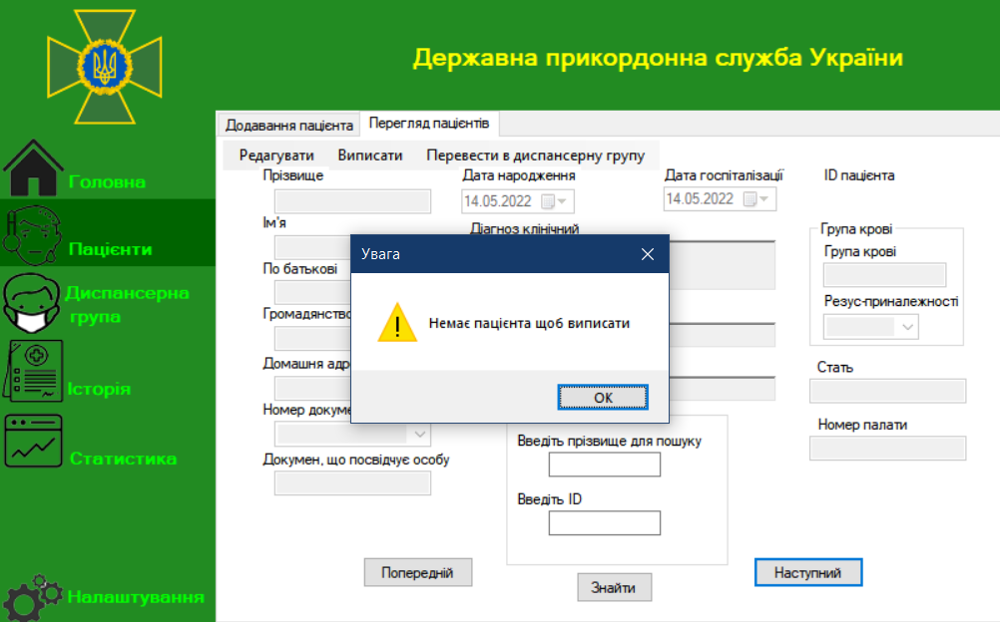 Державна прикордонна служба України
Головна
Пацієнти
Диспансерна
група
Історія
Статистика
Налаштування
Додавання пацієнта
Перегляд пацієнтів
Редагувати
Виписати
Перевести в диспансерну групу
Прізвище
Дата народження
Дата госпіталізації
ID пацієнта
14.05.2022
14.05.2022
Ім'я
Діагноз клінічний
Група крові
Група крові
Увага
По батькові
Резус-приналежності
Громадянство
Немає пацієнта щоб виписати
Домашня адр
Стать
OK
Номер докуме
Номер палати
Введіть прізвище для пошуку
Докумен, що посвідчує особу
Введіть ID
Попередній
Знайти
Наступний